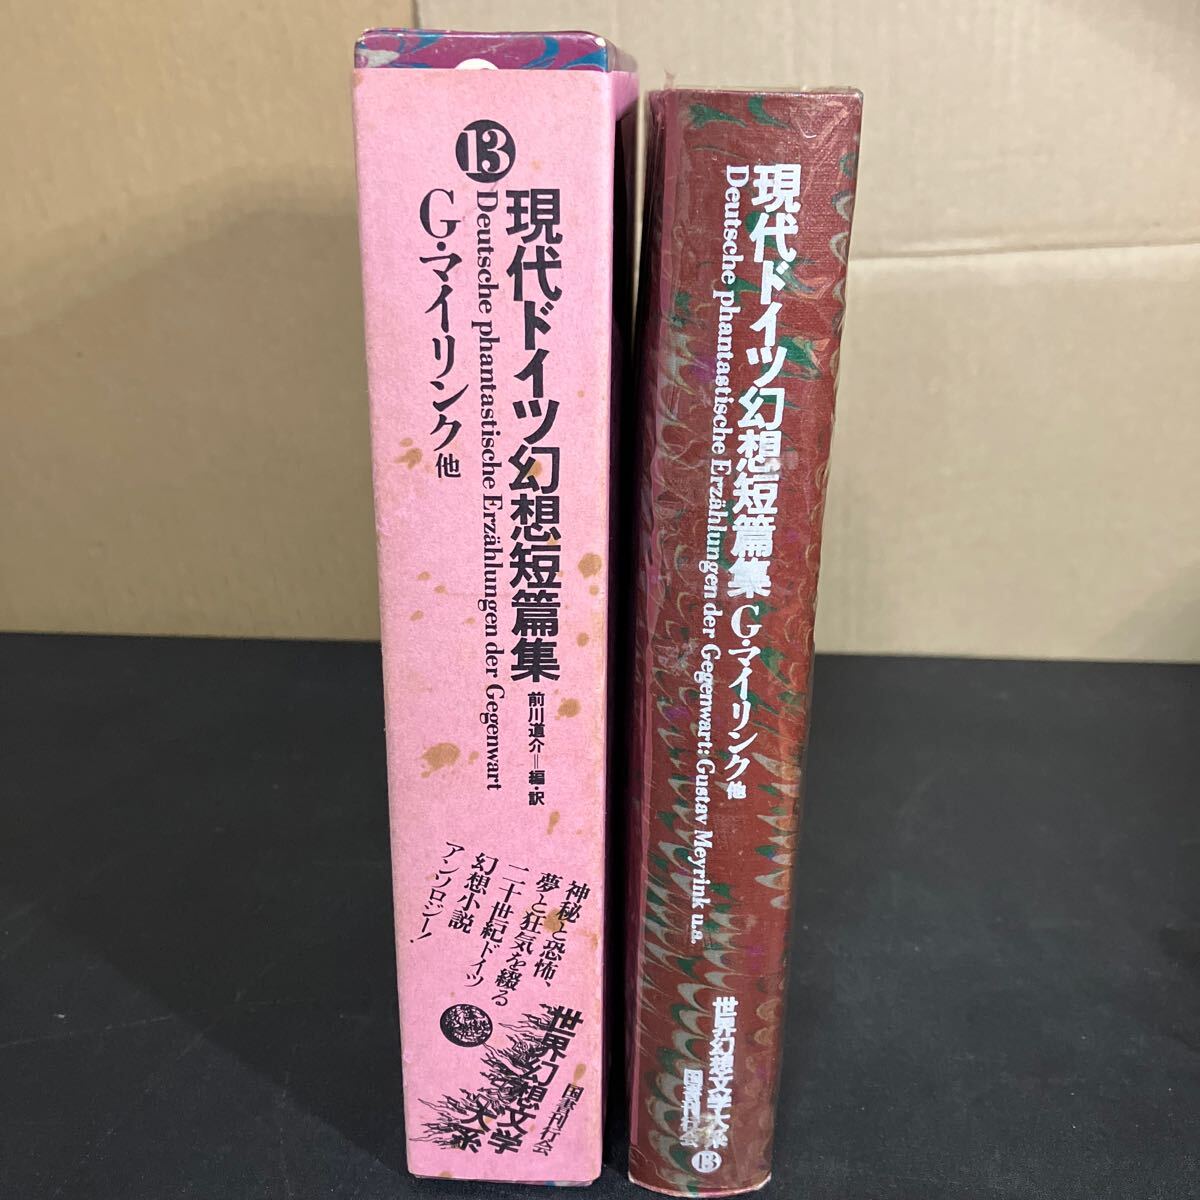 13
現代ドイツ幻想短篇集
Deutsche phantastische Erzählungen der Gegenwart
G・マイリンク他
前川道介=編・訳
神秘と恐怖、
夢と狂気を綴る
二十世紀ドイツ
幻想小説
アンソロジー!
世界幻想文学大系
国書刊行会
現代ドイツ幻想短篇集 G・マイリンク他
Deutsche phantastische Erzählungen der Gegenwart: Gustav Meyrink u.a.
世界幻想文学大系
国書刊行会 13